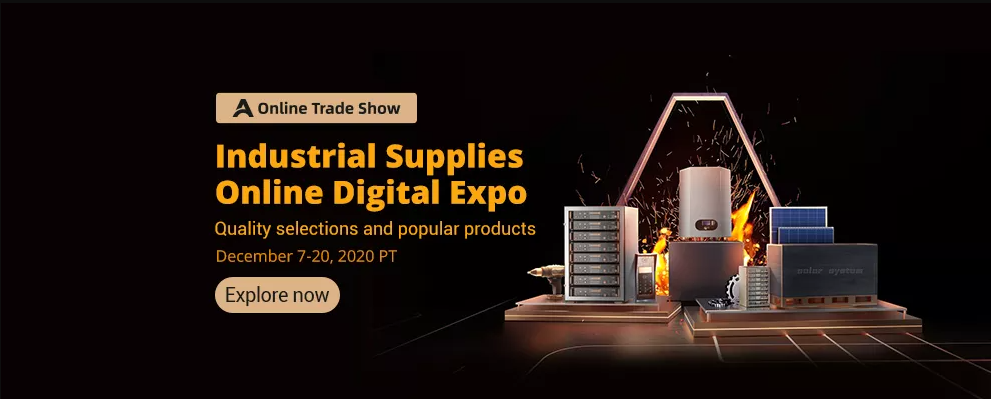 Online Trade Show
Industrial Supplies
Online Digital Expo
Quality selections and popular products
December 7-20, 2020 PT
Explore now